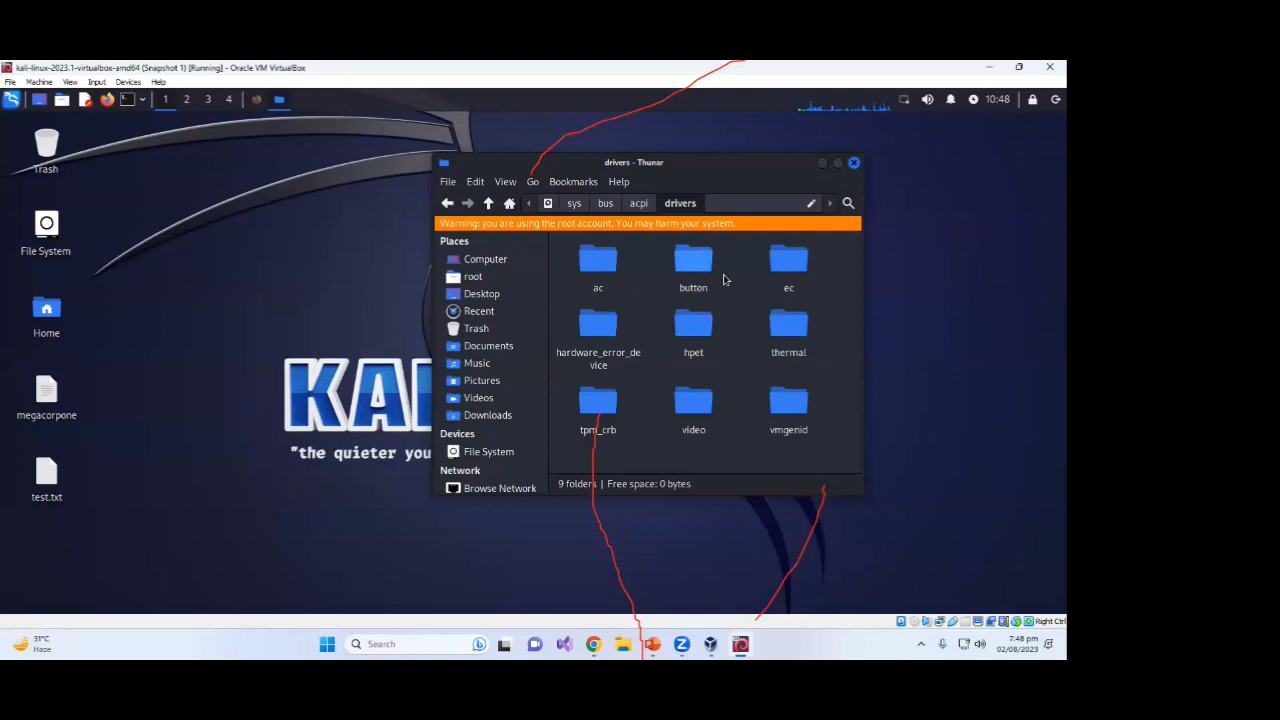 kali-linux-2023.1-virtualbox-amd64 (Snapshot 1) [Running] - Oracle VM VirtualBox
File Machine View Input Devices Help
1 2 3 4
10:48
Trash
File System
Home
megacorpone
test.txt
KAL
"the quieter you
drivers - Thunar
File Edit View Go Bookmarks Help
sys bus acpi drivers
Warning: you are using the root account. You may harm your system.
Places
Computer
root
Desktop
Recent
Trash
Documents
Music
Pictures
Videos
Downloads
Devices
File System
Network
Browse Network
ac button ec
hardware_error_de
vice
hpet thermal
tpm_crb video vmgenid
9 folders | Free space: 0 bytes
Right Ctrl
31°C
Haze
Search
7:48 pm
02/08/2023